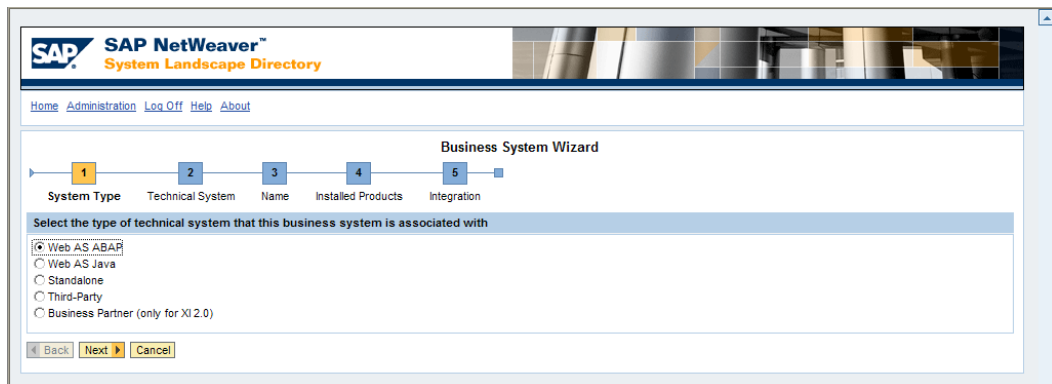 SAP NetWeaver™
SAP
System Landscape Directory
Home Administration Log Off Help About
Business System Wizard
1 2 3 4 5
System Type Technical System Name Installed Products Integration
Select the type of technical system that this business system is associated with
Web AS ABAP
Web AS Java
Standalone
Third-Party
Business Partner (only for XI 2.0)
Back Next Cancel